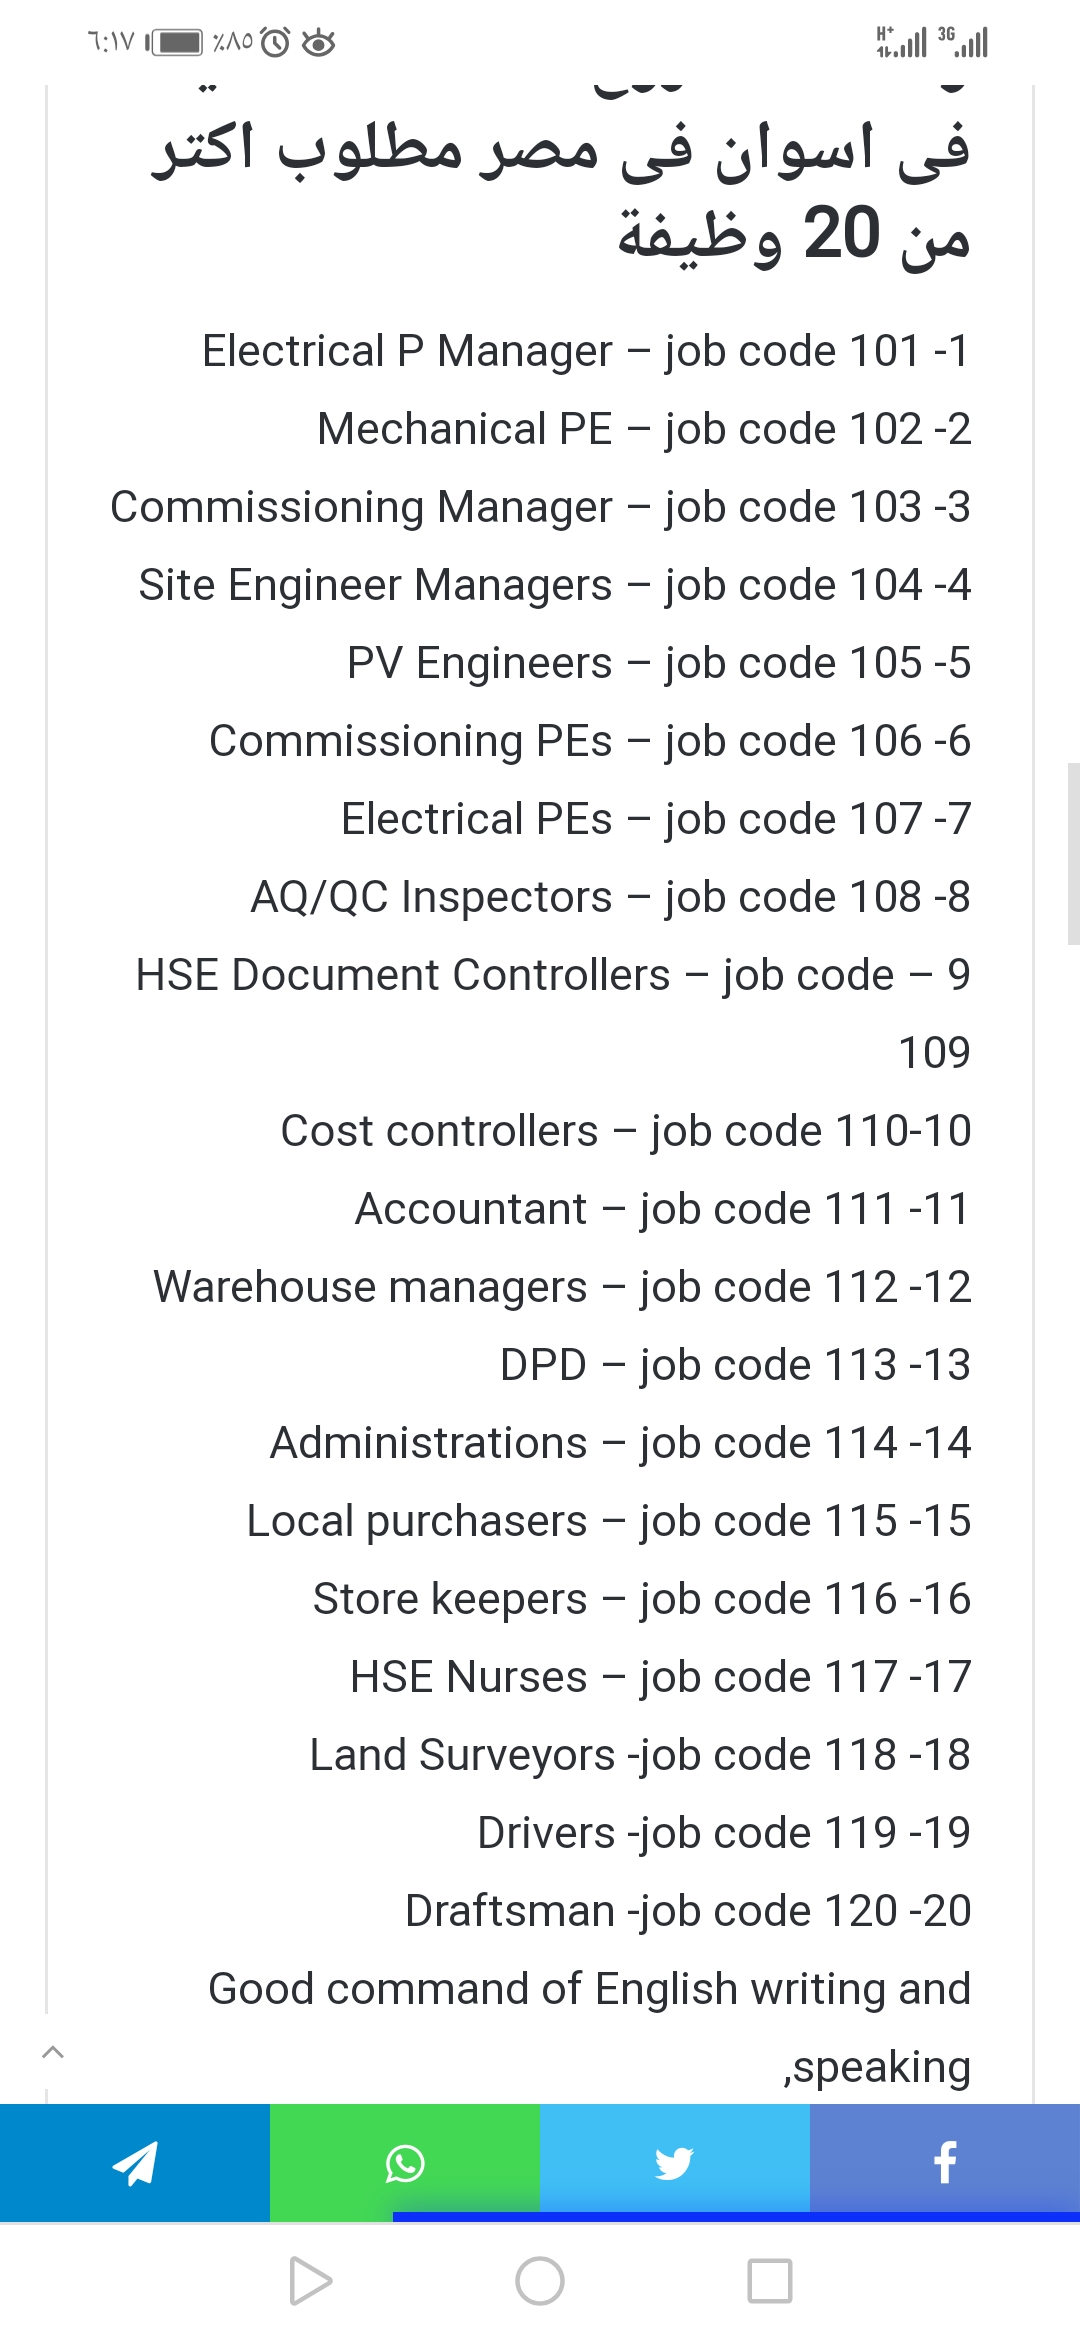 ٦:١٧ ٪٨٥ H+ 3G
فى اسوان فى مصر مطلوب اكتر
من 20 وظيفة
Electrical P Manager – job code 101 -1
Mechanical PE – job code 102 -2
Commissioning Manager – job code 103 -3
Site Engineer Managers – job code 104 -4
PV Engineers – job code 105 -5
Commissioning PEs – job code 106 -6
Electrical PEs – job code 107 -7
AQ/QC Inspectors – job code 108 -8
HSE Document Controllers – job code – 9
109
Cost controllers – job code 110-10
Accountant – job code 111 -11
Warehouse managers – job code 112 -12
DPD – job code 113 -13
Administrations – job code 114 -14
Local purchasers – job code 115 -15
Store keepers – job code 116 -16
HSE Nurses – job code 117 -17
Land Surveyors -job code 118 -18
Drivers -job code 119 -19
Draftsman -job code 120 -20
Good command of English writing and
,speaking